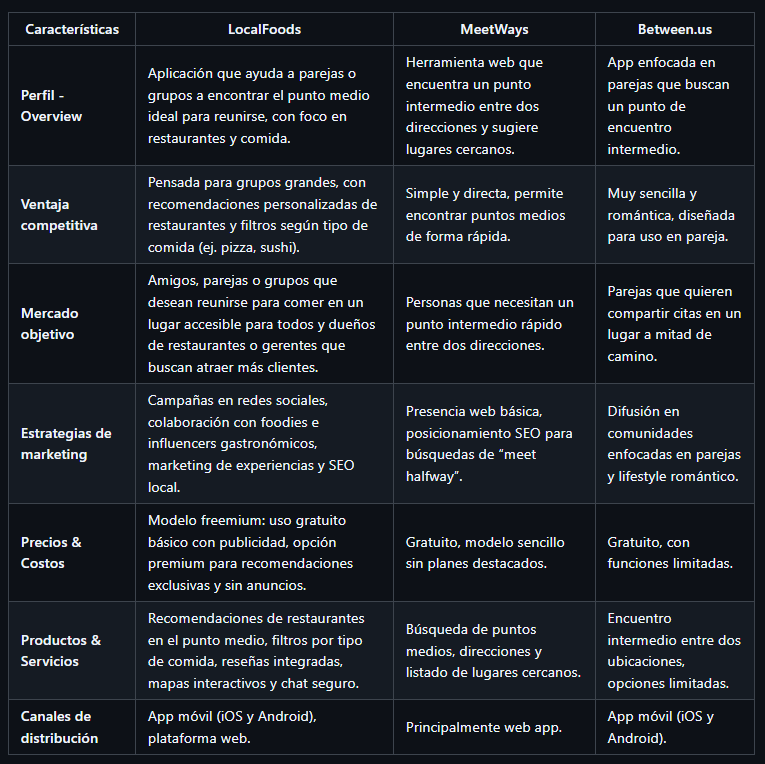 Características
LocalFoods
MeetWays
Between.us
Perfil -
Overview
Aplicación que ayuda a parejas o
grupos a encontrar el punto medio
ideal para reunirse, con foco en
restaurantes y comida.
Herramienta web que
encuentra un punto
intermedio entre dos
direcciones y sugiere
lugares cercanos.
App enfocada en
parejas que buscan
un punto de
encuentro
intermedio.
Ventaja
competitiva
Pensada para grupos grandes, con
recomendaciones personalizadas de
restaurantes y filtros según tipo de
comida (ej. pizza, sushi).
Simple y directa, permite
encontrar puntos medios
de forma rápida.
Muy sencilla y
romántica, diseñada
para uso en pareja.
Mercado
objetivo
Amigos, parejas o grupos que
desean reunirse para comer en un
lugar accesible para todos y dueños
de restaurantes o gerentes que
buscan atraer más clientes.
Personas que necesitan un
punto intermedio rápido
entre dos direcciones.
Parejas que quieren
compartir citas en un
lugar a mitad de
camino.
Estrategias de
marketing
Campañas en redes sociales,
colaboración con foodies e
influencers gastronómicos,
marketing de experiencias y SEO
local.
Presencia web básica,
posicionamiento SEO para
búsquedas de “meet
halfway”.
Difusión en
comunidades
enfocadas en parejas
y lifestyle romántico.
Precios &
Costos
Modelo freemium: uso gratuito
básico con publicidad, opción
premium para recomendaciones
exclusivas y sin anuncios.
Gratuito, modelo sencillo
sin planes destacados.
Gratuito, con
funciones limitadas.
Productos &
Servicios
Recomendaciones de restaurantes
en el punto medio, filtros por tipo
de comida, reseñas integradas,
mapas interactivos y chat seguro.
Búsqueda de puntos
medios, direcciones y
listado de lugares cercanos.
Encuentro
intermedio entre dos
ubicaciones,
opciones limitadas.
Canales de
distribución
App móvil (iOS y Android),
plataforma web.
Principalmente web app.
App móvil (iOS y
Android).